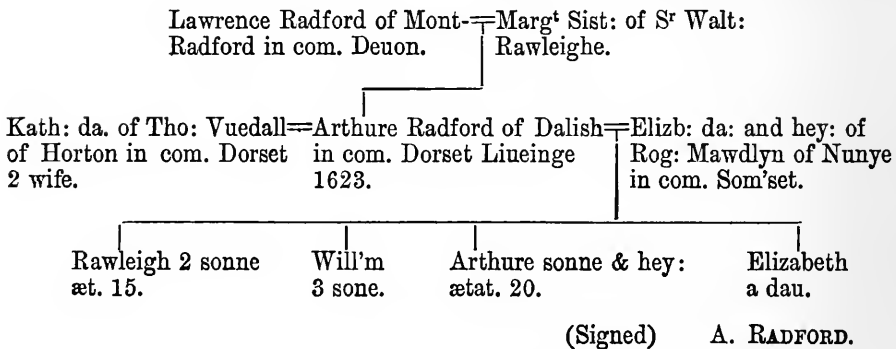 Lawrence Radford of Mont-
Radford in com. Deuon.
Margᵗ Sist: of Sʳ Walt:
Rawleighe.
Kath: da. of Tho: Vuedall
of Horton in com. Dorset
2 wife.
Arthure Radford of Dalish
in com. Dorset Liueinge
1623.
Elizb: da: and hey: of
Rog: Mawdlyn of Nunye
in com. Som'set.
Rawleigh 2 sonne
æt. 15.
Will'm
3 sone.
Arthure sonne & hey:
ætat. 20.
Elizabeth
a dau.
(Signed) A. RADFORD.